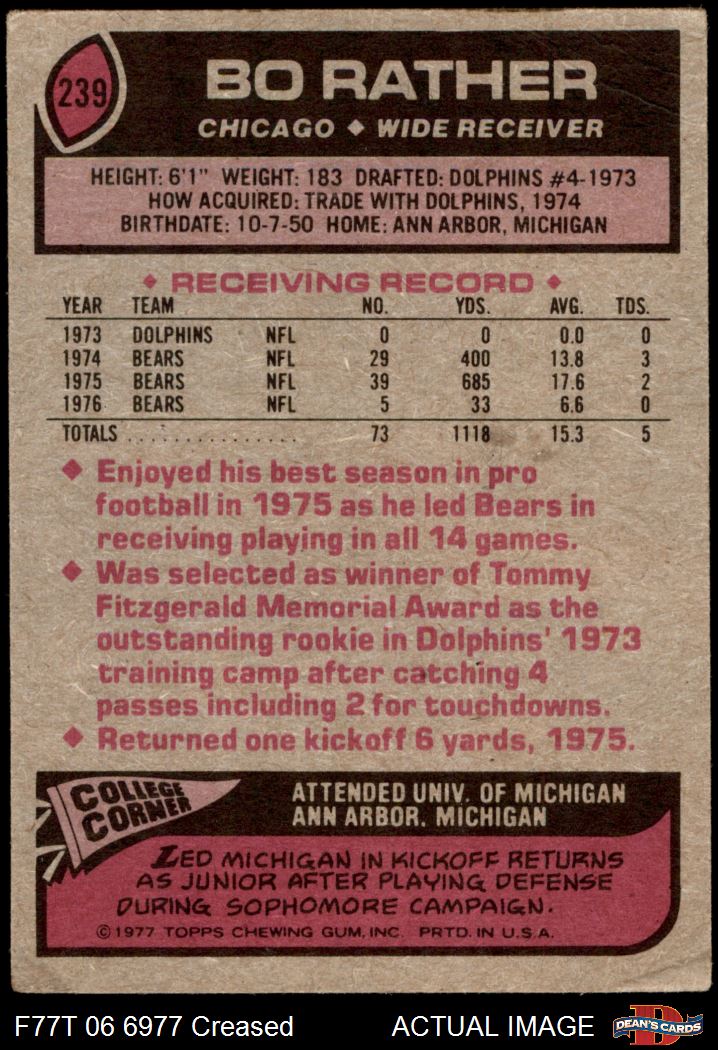 239
BO RATHER
CHICAGO ◆ WIDE RECEIVER
HEIGHT: 6'1" WEIGHT: 183 DRAFTED: DOLPHINS #4-1973
HOW ACQUIRED: TRADE WITH DOLPHINS, 1974
BIRTHDATE: 10-7-50 HOME: ANN ARBOR, MICHIGAN
◆ RECEIVING RECORD ◆
YEAR TEAM NO. YDS. AVG. TDS.
1973 DOLPHINS NFL 0 0 0.0 0
1974 BEARS NFL 29 400 13.8 3
1975 BEARS NFL 39 685 17.6 2
1976 BEARS NFL 5 33 6.6 0
TOTALS ............... 73 1118 15.3 5
◆ Enjoyed his best season in pro
football in 1975 as he led Bears in
receiving playing in all 14 games.
◆ Was selected as winner of Tommy
Fitzgerald Memorial Award as the
outstanding rookie in Dolphins' 1973
training camp after catching 4
passes including 2 for touchdowns.
◆ Returned one kickoff 6 yards, 1975.
COLLEGE
CORNER
ATTENDED UNIV. OF MICHIGAN
ANN ARBOR, MICHIGAN
LED MICHIGAN IN KICKOFF RETURNS
AS JUNIOR AFTER PLAYING DEFENSE
DURING SOPHOMORE CAMPAIGN.
©1977 TOPPS CHEWING GUM, INC. PRTD. IN U.S.A.
F77T 06 6977 Creased ACTUAL IMAGE
D
DEAN'S CARDS